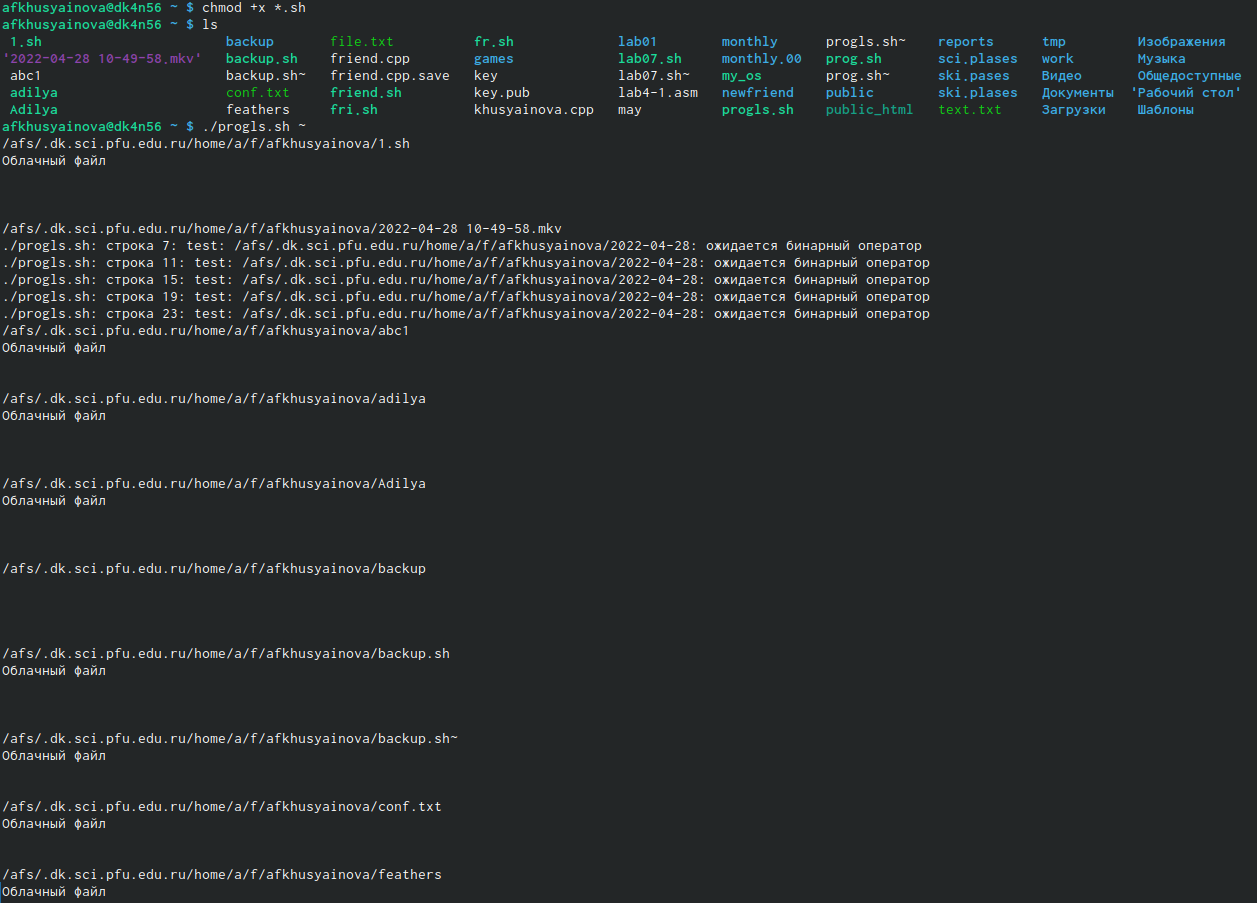 afkhusyainova@dk4n56 ~ $ chmod +x *.sh
afkhusyainova@dk4n56 ~ $ ls
1.sh backup file.txt fr.sh lab01 monthly progls.sh~ reports tmp Изображения
'2022-04-28 10-49-58.mkv' backup.sh friend.cpp games lab07.sh monthly.00 prog.sh sci.plases work Музыка
abc1 backup.sh~ friend.cpp.save key lab07.sh~ my_os prog.sh~ ski.pases Видео Общедоступные
adilya conf.txt friend.sh key.pub lab4-1.asm newfriend public ski.plases Документы 'Рабочий стол'
Adilya feathers fri.sh khusyainova.cpp may progls.sh public_html text.txt Загрузки Шаблоны
afkhusyainova@dk4n56 ~ $ ./progls.sh ~
/afs/.dk.sci.pfu.edu.ru/home/a/f/afkhusyainova/1.sh
Облачный файл
/afs/.dk.sci.pfu.edu.ru/home/a/f/afkhusyainova/2022-04-28 10-49-58.mkv
./progls.sh: строка 7: test: /afs/.dk.sci.pfu.edu.ru/home/a/f/afkhusyainova/2022-04-28: ожидается бинарный оператор
./progls.sh: строка 11: test: /afs/.dk.sci.pfu.edu.ru/home/a/f/afkhusyainova/2022-04-28: ожидается бинарный оператор
./progls.sh: строка 15: test: /afs/.dk.sci.pfu.edu.ru/home/a/f/afkhusyainova/2022-04-28: ожидается бинарный оператор
./progls.sh: строка 19: test: /afs/.dk.sci.pfu.edu.ru/home/a/f/afkhusyainova/2022-04-28: ожидается бинарный оператор
./progls.sh: строка 23: test: /afs/.dk.sci.pfu.edu.ru/home/a/f/afkhusyainova/2022-04-28: ожидается бинарный оператор
/afs/.dk.sci.pfu.edu.ru/home/a/f/afkhusyainova/abc1
Облачный файл
/afs/.dk.sci.pfu.edu.ru/home/a/f/afkhusyainova/adilya
Облачный файл
/afs/.dk.sci.pfu.edu.ru/home/a/f/afkhusyainova/Adilya
Облачный файл
/afs/.dk.sci.pfu.edu.ru/home/a/f/afkhusyainova/backup
/afs/.dk.sci.pfu.edu.ru/home/a/f/afkhusyainova/backup.sh
Облачный файл
/afs/.dk.sci.pfu.edu.ru/home/a/f/afkhusyainova/backup.sh~
Облачный файл
/afs/.dk.sci.pfu.edu.ru/home/a/f/afkhusyainova/conf.txt
Облачный файл
/afs/.dk.sci.pfu.edu.ru/home/a/f/afkhusyainova/feathers
Облачный файл